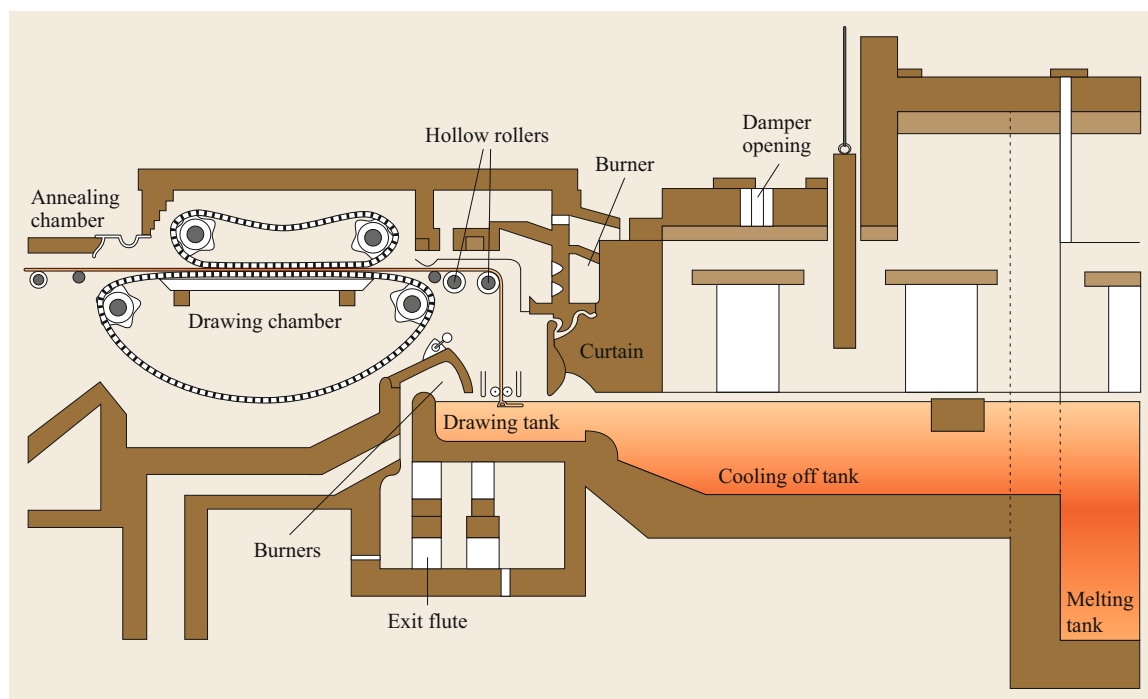 Damper
opening
Hollow rollers
Burner
Annealing
chamber
Drawing chamber
Curtain
Drawing tank
Cooling off tank
Burners
Melting
tank
Exit flute